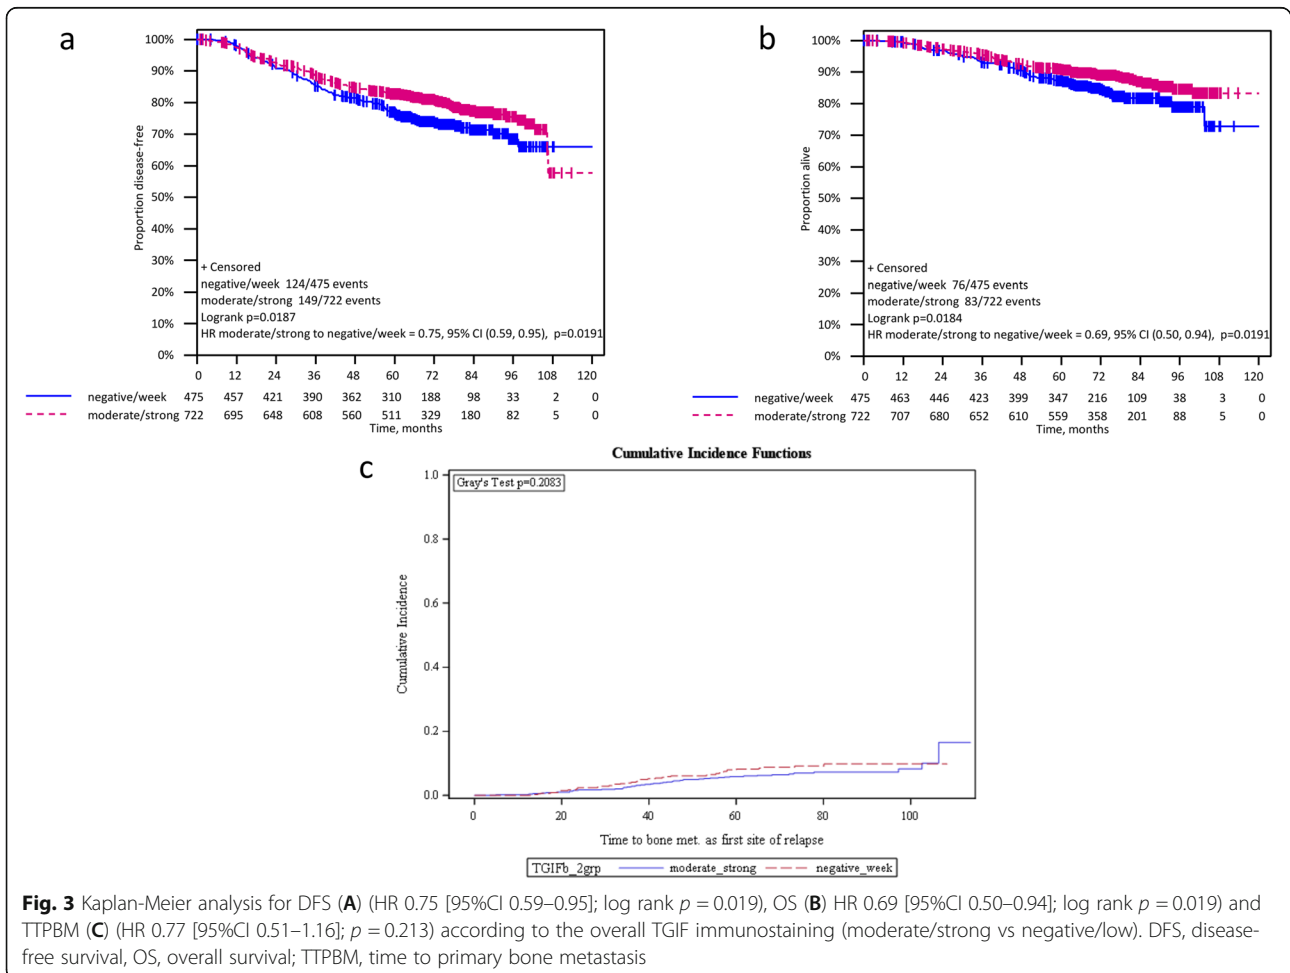 a
100%
90%
80%
70%
60%
50%
40%
30%
20%
10%
0%
Proportion disease-free
+ Censored
negative/week 124/475 events
moderate/strong 149/722 events
Logrank p=0.0187
HR moderate/strong to negative/week = 0.75, 95% CI (0.59, 0.95), p=0.0191
0 12 24 36 48 60 72 84 96 108 120
negative/week 475 457 421 390 362 310 188 98 33 2 0
moderate/strong 722 695 648 608 560 511 329 180 82 5 0
Time, months
b
100%
90%
80%
70%
60%
50%
40%
30%
20%
10%
0%
Proportion alive
+ Censored
negative/week 76/475 events
moderate/strong 83/722 events
Logrank p=0.0184
HR moderate/strong to negative/week = 0.69, 95% CI (0.50, 0.94), p=0.0191
0 12 24 36 48 60 72 84 96 108 120
negative/week 475 463 446 423 399 347 216 109 38 3 0
moderate/strong 722 707 680 652 610 559 358 201 88 5 0
Time, months
c
Cumulative Incidence Functions
Gray's Test p=0.2083
1.0
0.8
0.6
0.4
0.2
0.0
Cumulative Incidence
0 20 40 60 80 100
Time to bone met. as first site of relapse
TGIFb_2grp moderate_strong negative_week
Fig. 3 Kaplan-Meier analysis for DFS (A) (HR 0.75 [95%CI 0.59–0.95]; log rank p = 0.019), OS (B) HR 0.69 [95%CI 0.50–0.94]; log rank p = 0.019) and
TTPBM (C) (HR 0.77 [95%CI 0.51–1.16]; p = 0.213) according to the overall TGIF immunostaining (moderate/strong vs negative/low). DFS, disease-
free survival, OS, overall survival; TTPBM, time to primary bone metastasis